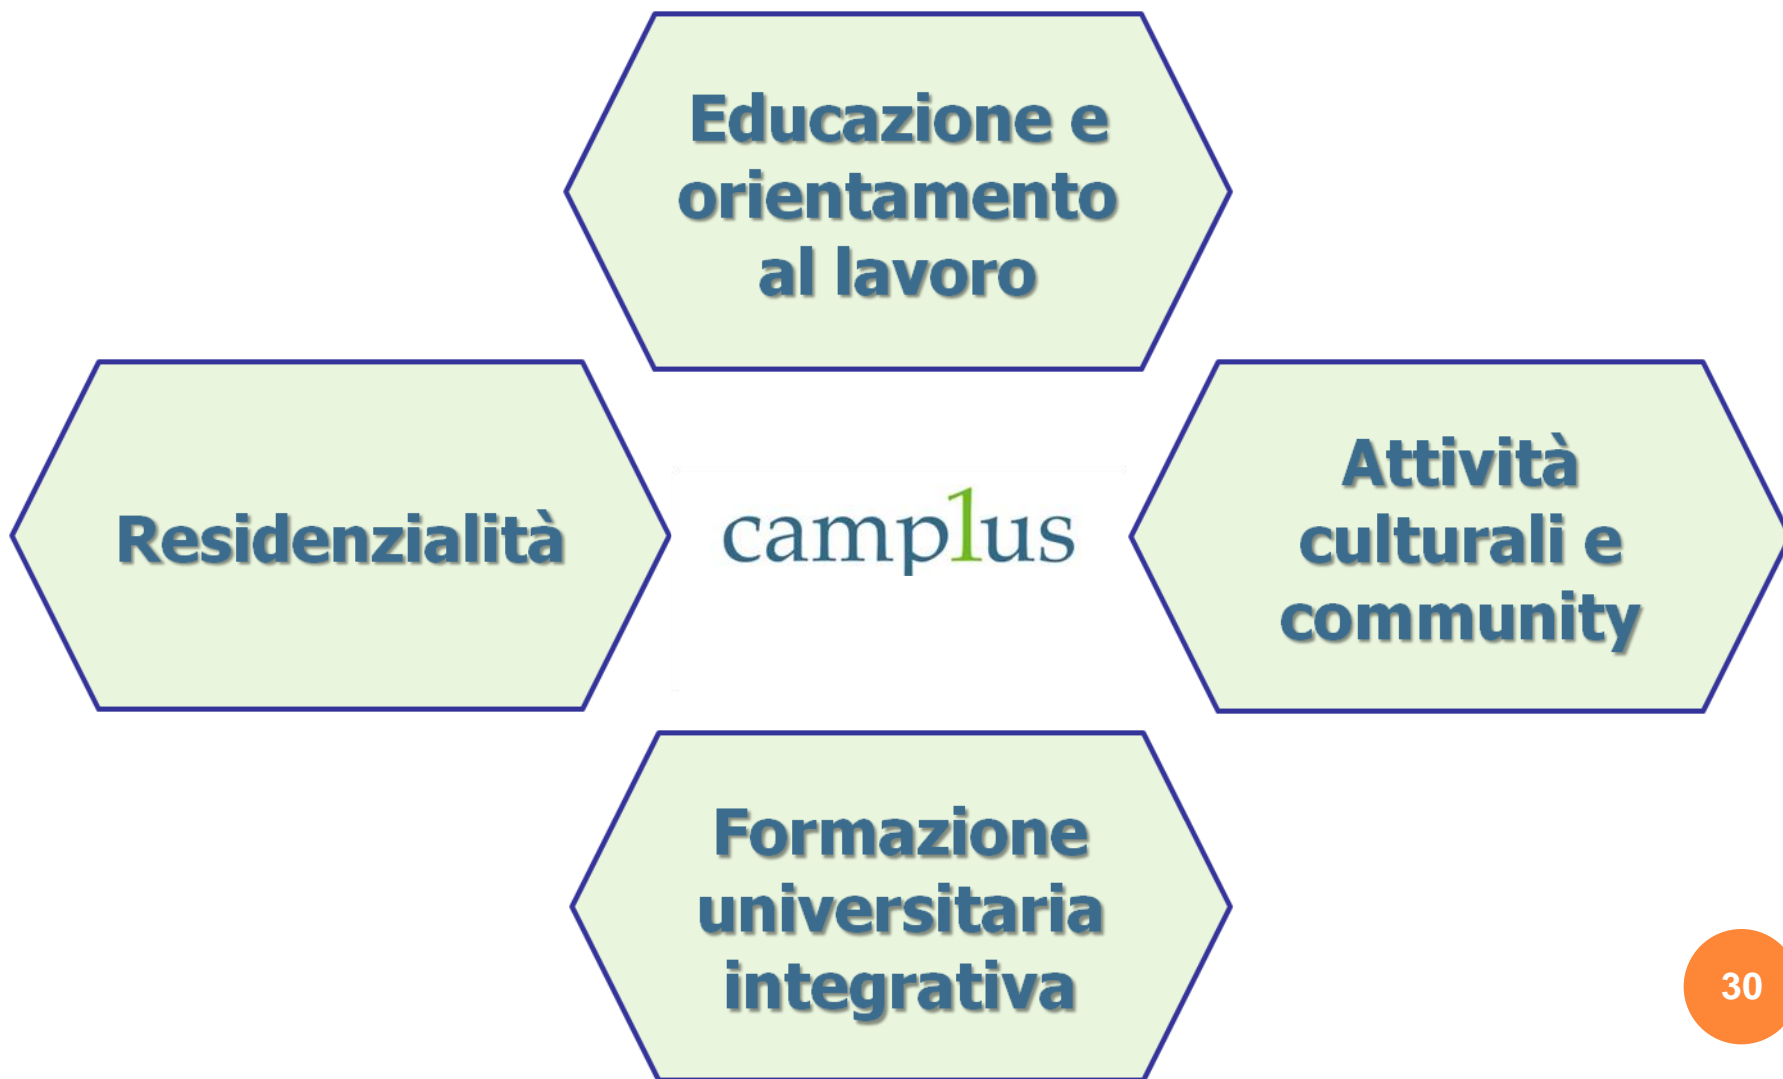 Educazione e
orientamento
al lavoro
Residenzialità
camplus
Attività
culturali e
community
Formazione
universitaria
integrativa
30